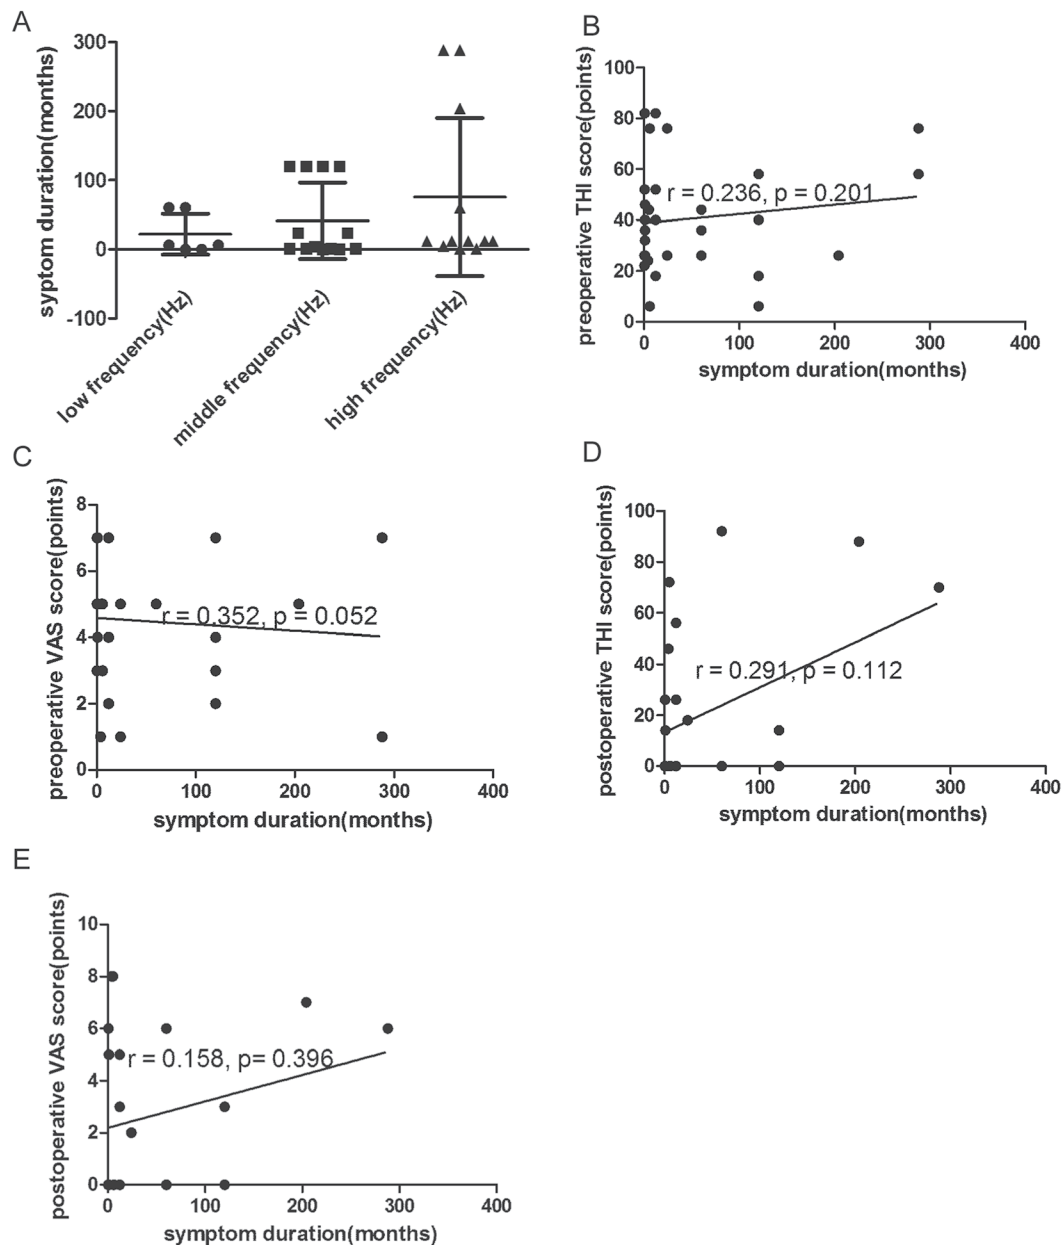 A
syptom duration(months)
300
200
100
0
-100
low frequency(Hz)
middle frequency(Hz)
high frequency(Hz)
B
preoperative THI score(points)
100
80
60
40
20
0
r = 0.236, p = 0.201
0 100 200 300 400
symptom duration(months)
C
preoperative VAS score(points)
8
6
4
2
0
r = 0.352, p = 0.052
0 100 200 300 400
symptom duration(months)
D
postoperative THI score(points)
100
80
60
40
20
0
r = 0.291, p = 0.112
0 100 200 300 400
symptom duration(months)
E
postoperative VAS score(points)
10
8
6
4
2
0
r = 0.158, p= 0.396
0 100 200 300 400
symptom duration(months)